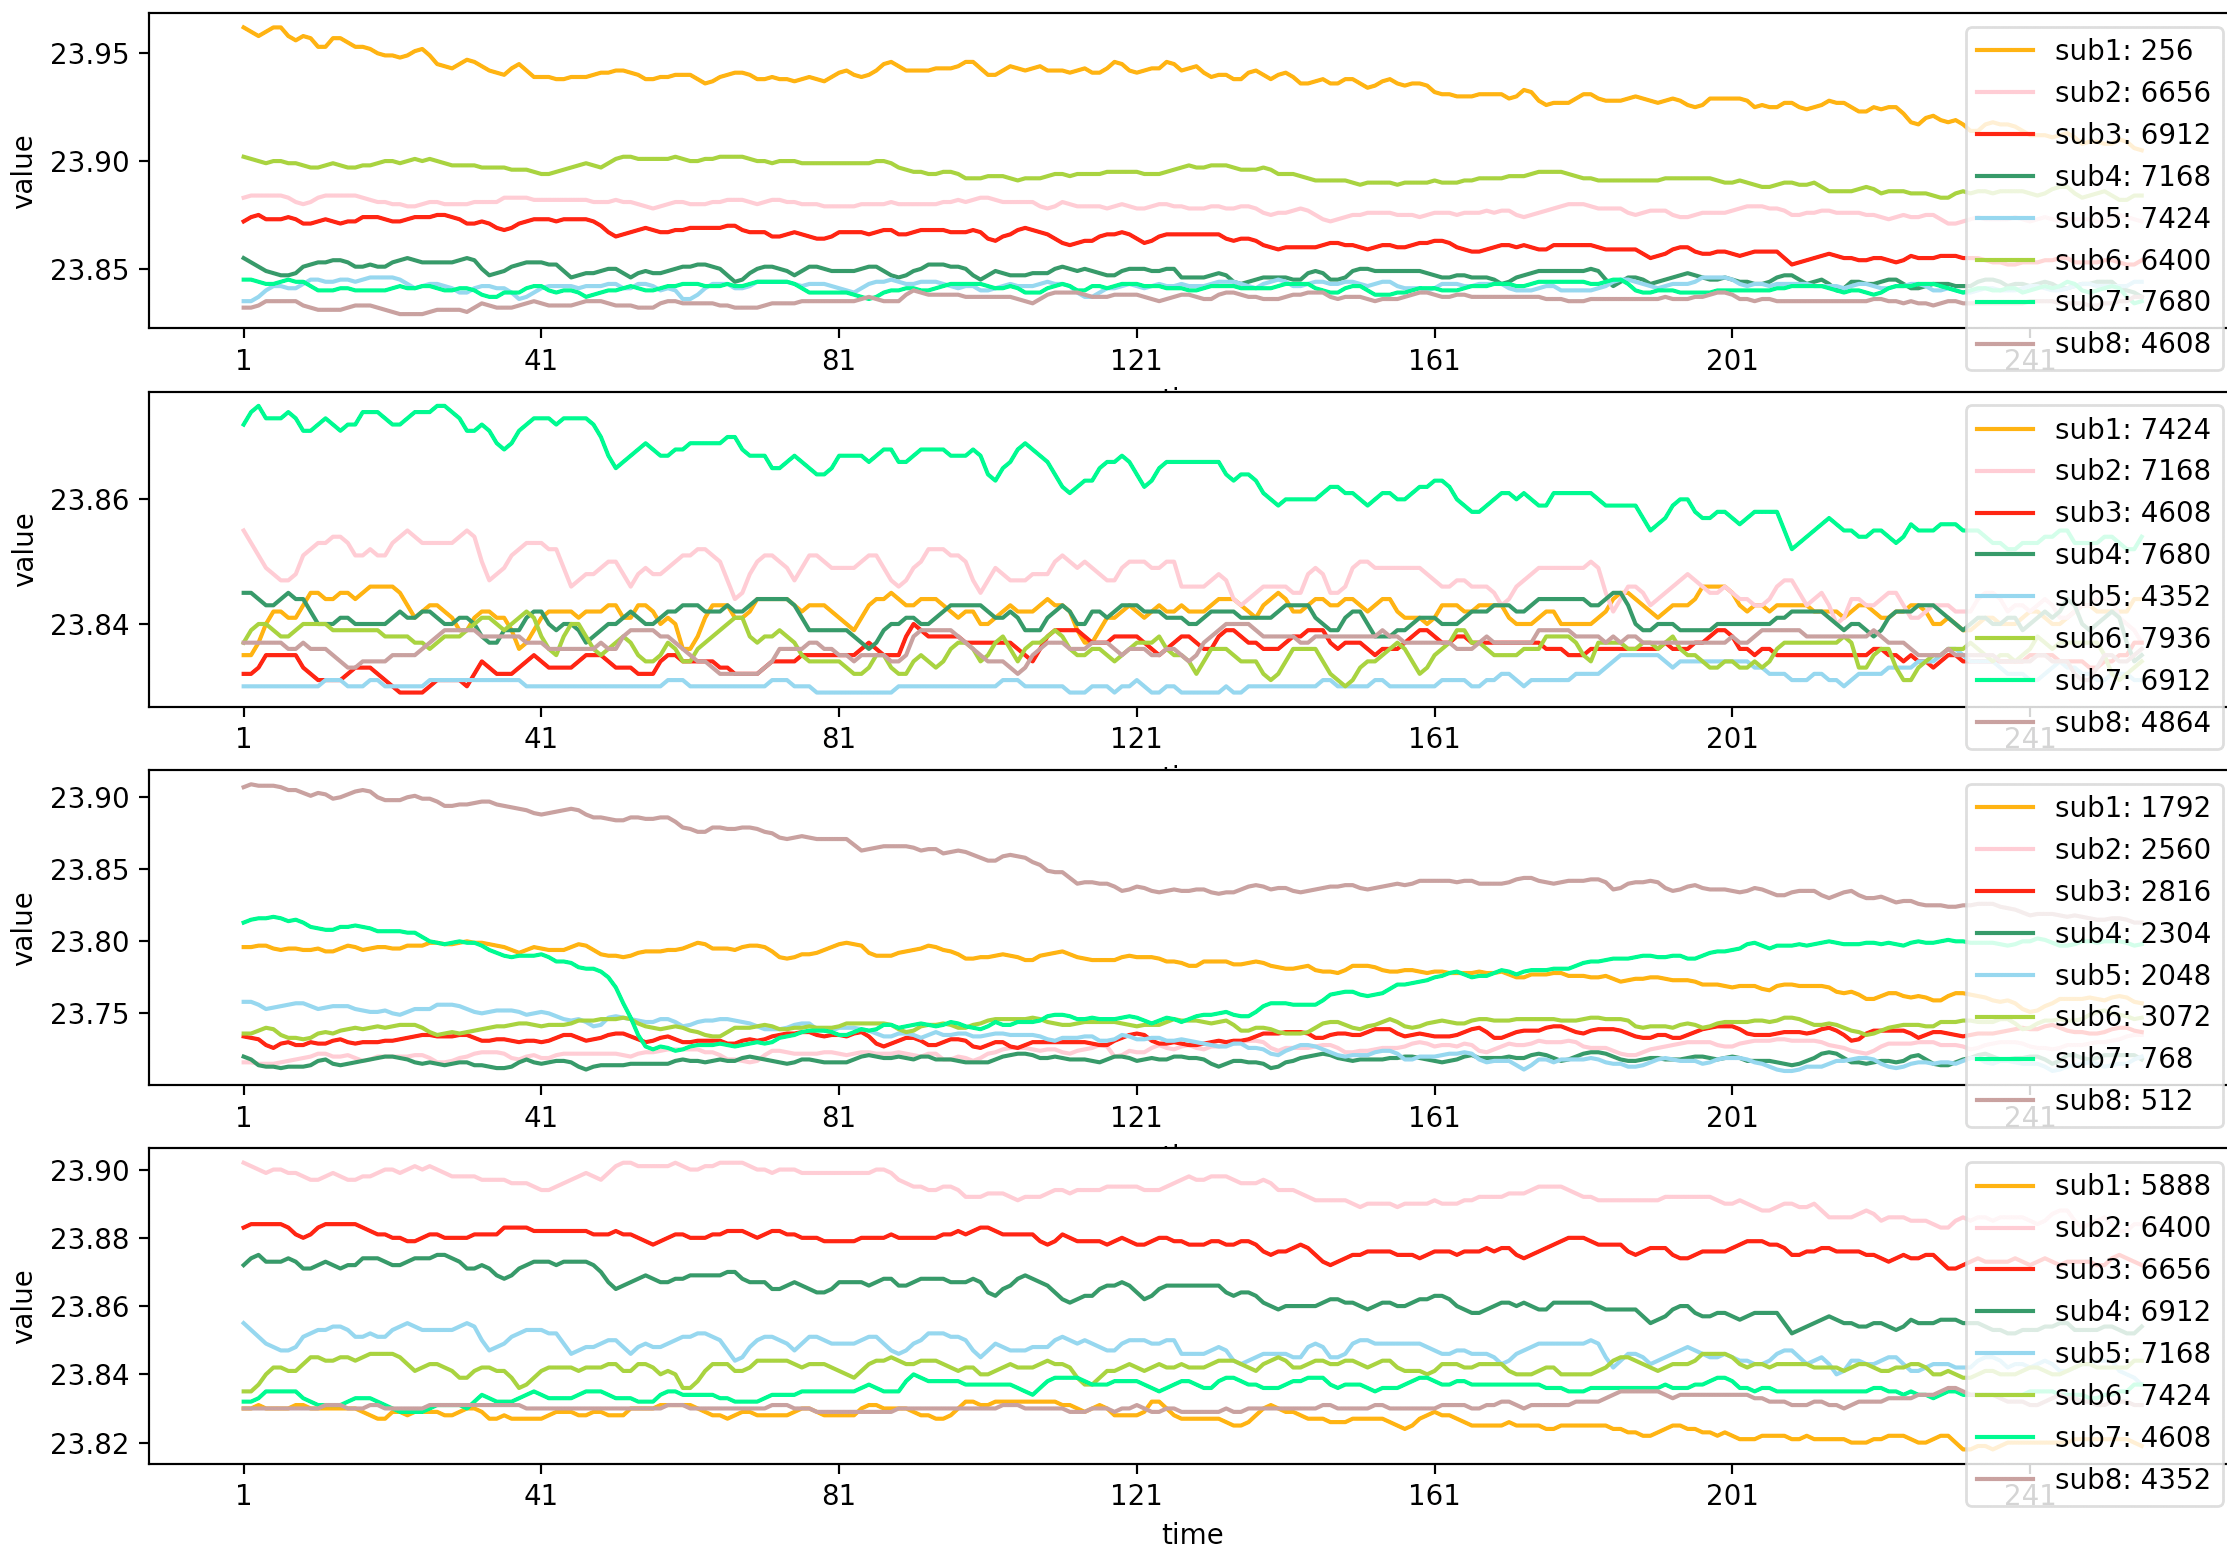 23.95
23.90
23.85
value
1 41 81 121 161 201 241
sub1: 256
sub2: 6656
sub3: 6912
sub4: 7168
sub5: 7424
sub6: 6400
sub7: 7680
sub8: 4608
23.86
23.84
value
1 41 81 121 161 201 241
sub1: 7424
sub2: 7168
sub3: 4608
sub4: 7680
sub5: 4352
sub6: 7936
sub7: 6912
sub8: 4864
23.90
23.85
23.80
23.75
value
1 41 81 121 161 201 241
sub1: 1792
sub2: 2560
sub3: 2816
sub4: 2304
sub5: 2048
sub6: 3072
sub7: 768
sub8: 512
23.90
23.88
23.86
23.84
23.82
value
1 41 81 121 161 201 241
time
sub1: 5888
sub2: 6400
sub3: 6656
sub4: 6912
sub5: 7168
sub6: 7424
sub7: 4608
sub8: 4352